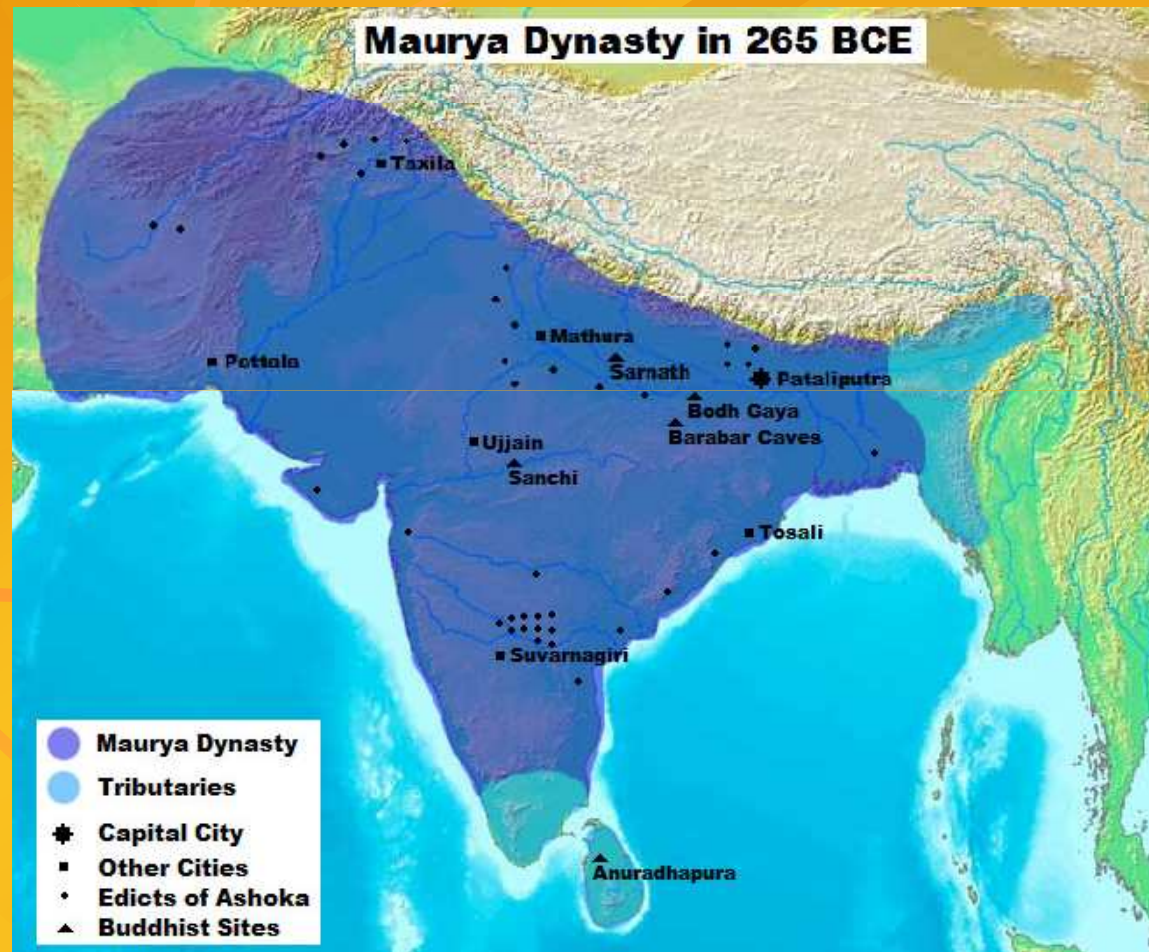 Maurya Dynasty in 265 BCE
Taxila
Mathura
Pottola
Sarnath
Pataliputra
Bodh Gaya
Barabar Caves
Ujjain
Sanchi
Tosali
Suvarnagiri
Anuradhapura
Maurya Dynasty
Tributaries
Capital City
Other Cities
Edicts of Ashoka
Buddhist Sites